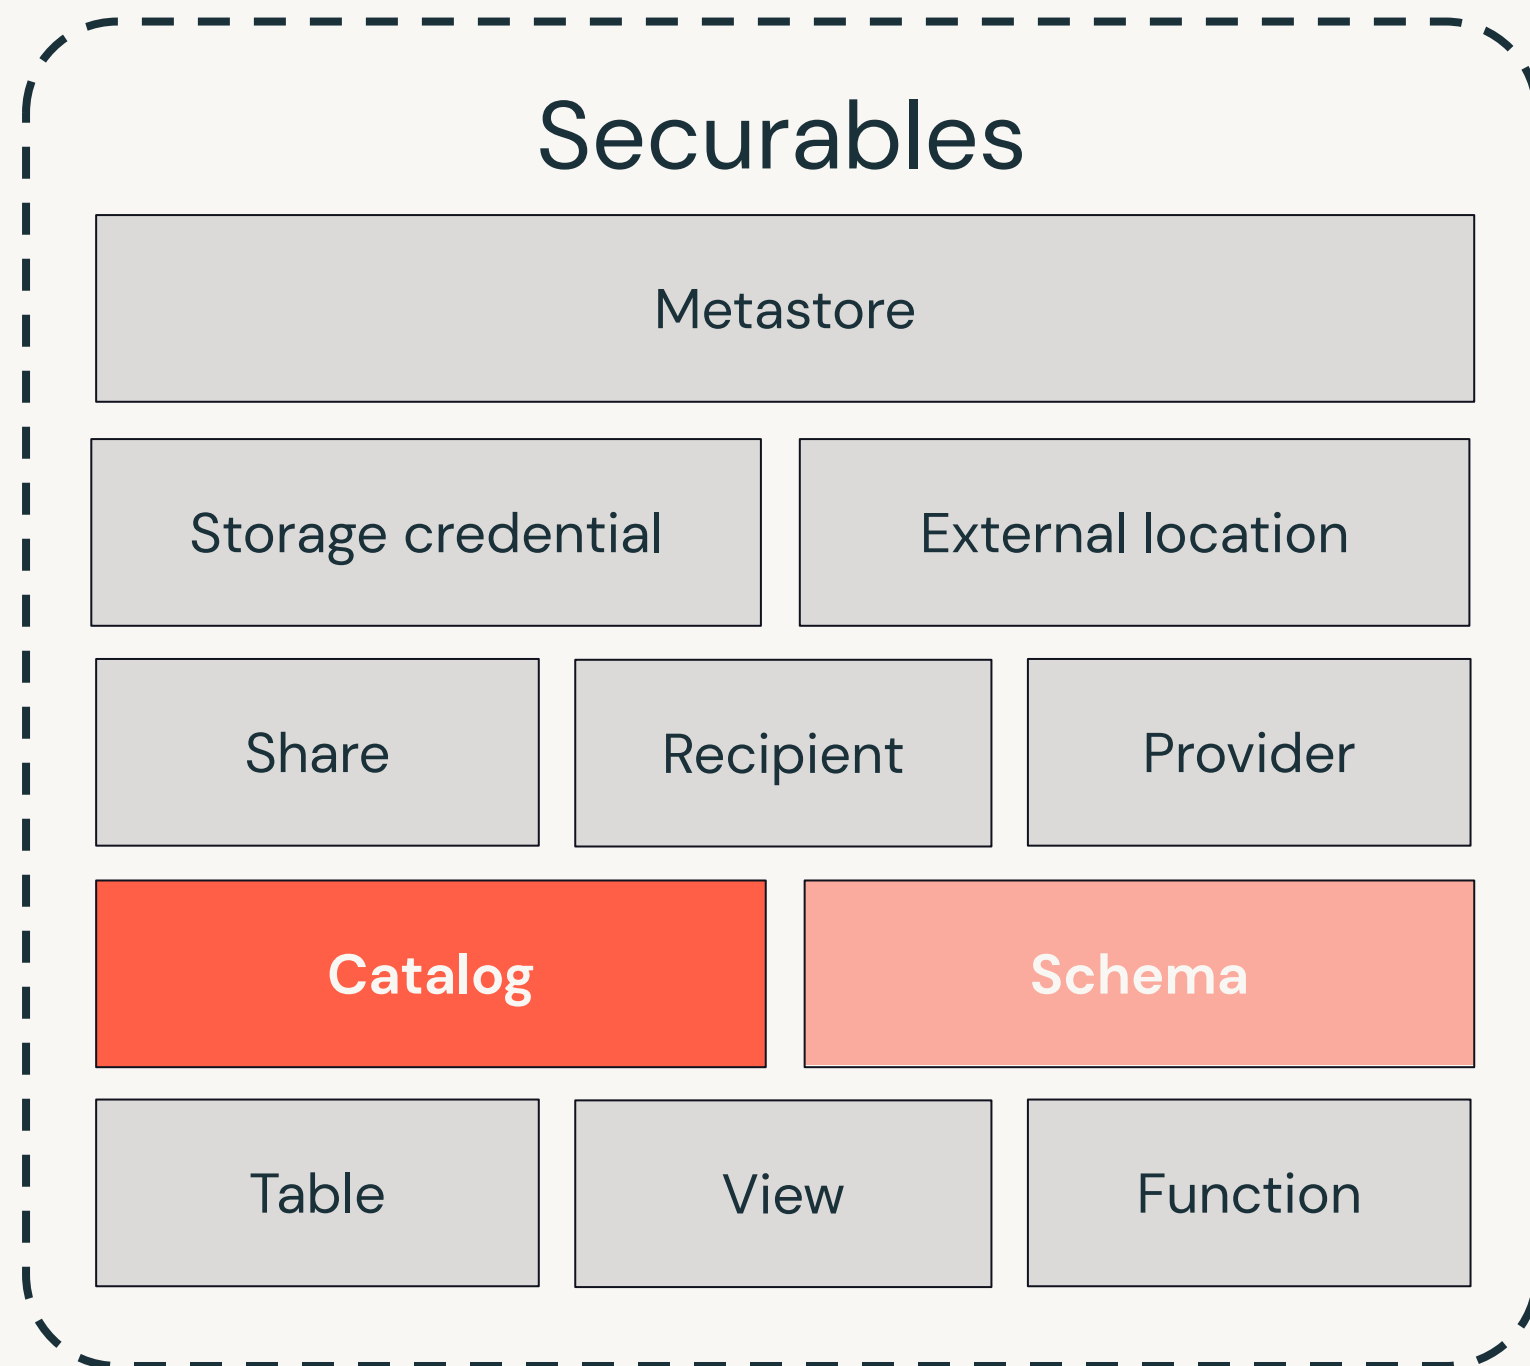 Securables
Metastore
Storage credential
External location
Share
Recipient
Provider
Catalog
Schema
Table
View
Function